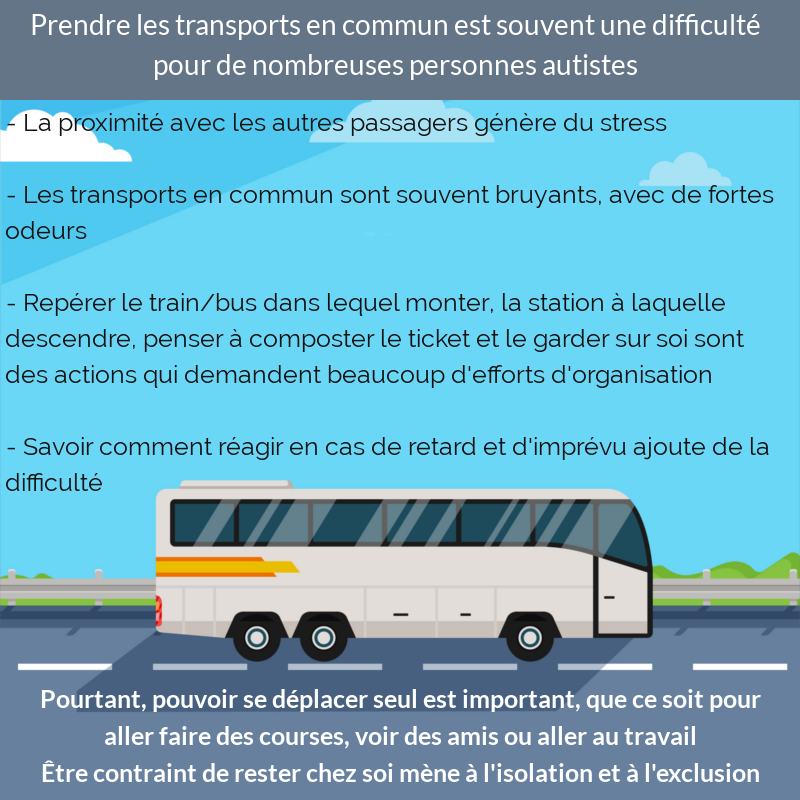 Prendre les transports en commun est souvent une difficulté
pour de nombreuses personnes autistes
- La proximité avec les autres passagers génère du stress
- Les transports en commun sont souvent bruyants, avec de fortes
odeurs
- Repérer le train/bus dans lequel monter, la station à laquelle
descendre, penser à composter le ticket et le garder sur soi sont
des actions qui demandent beaucoup d'efforts d'organisation
- Savoir comment réagir en cas de retard et d'imprévu ajoute de la
difficulté
Pourtant, pouvoir se déplacer seul est important, que ce soit pour
aller faire des courses, voir des amis ou aller au travail
Être contraint de rester chez soi mène à l'isolation et à l'exclusion